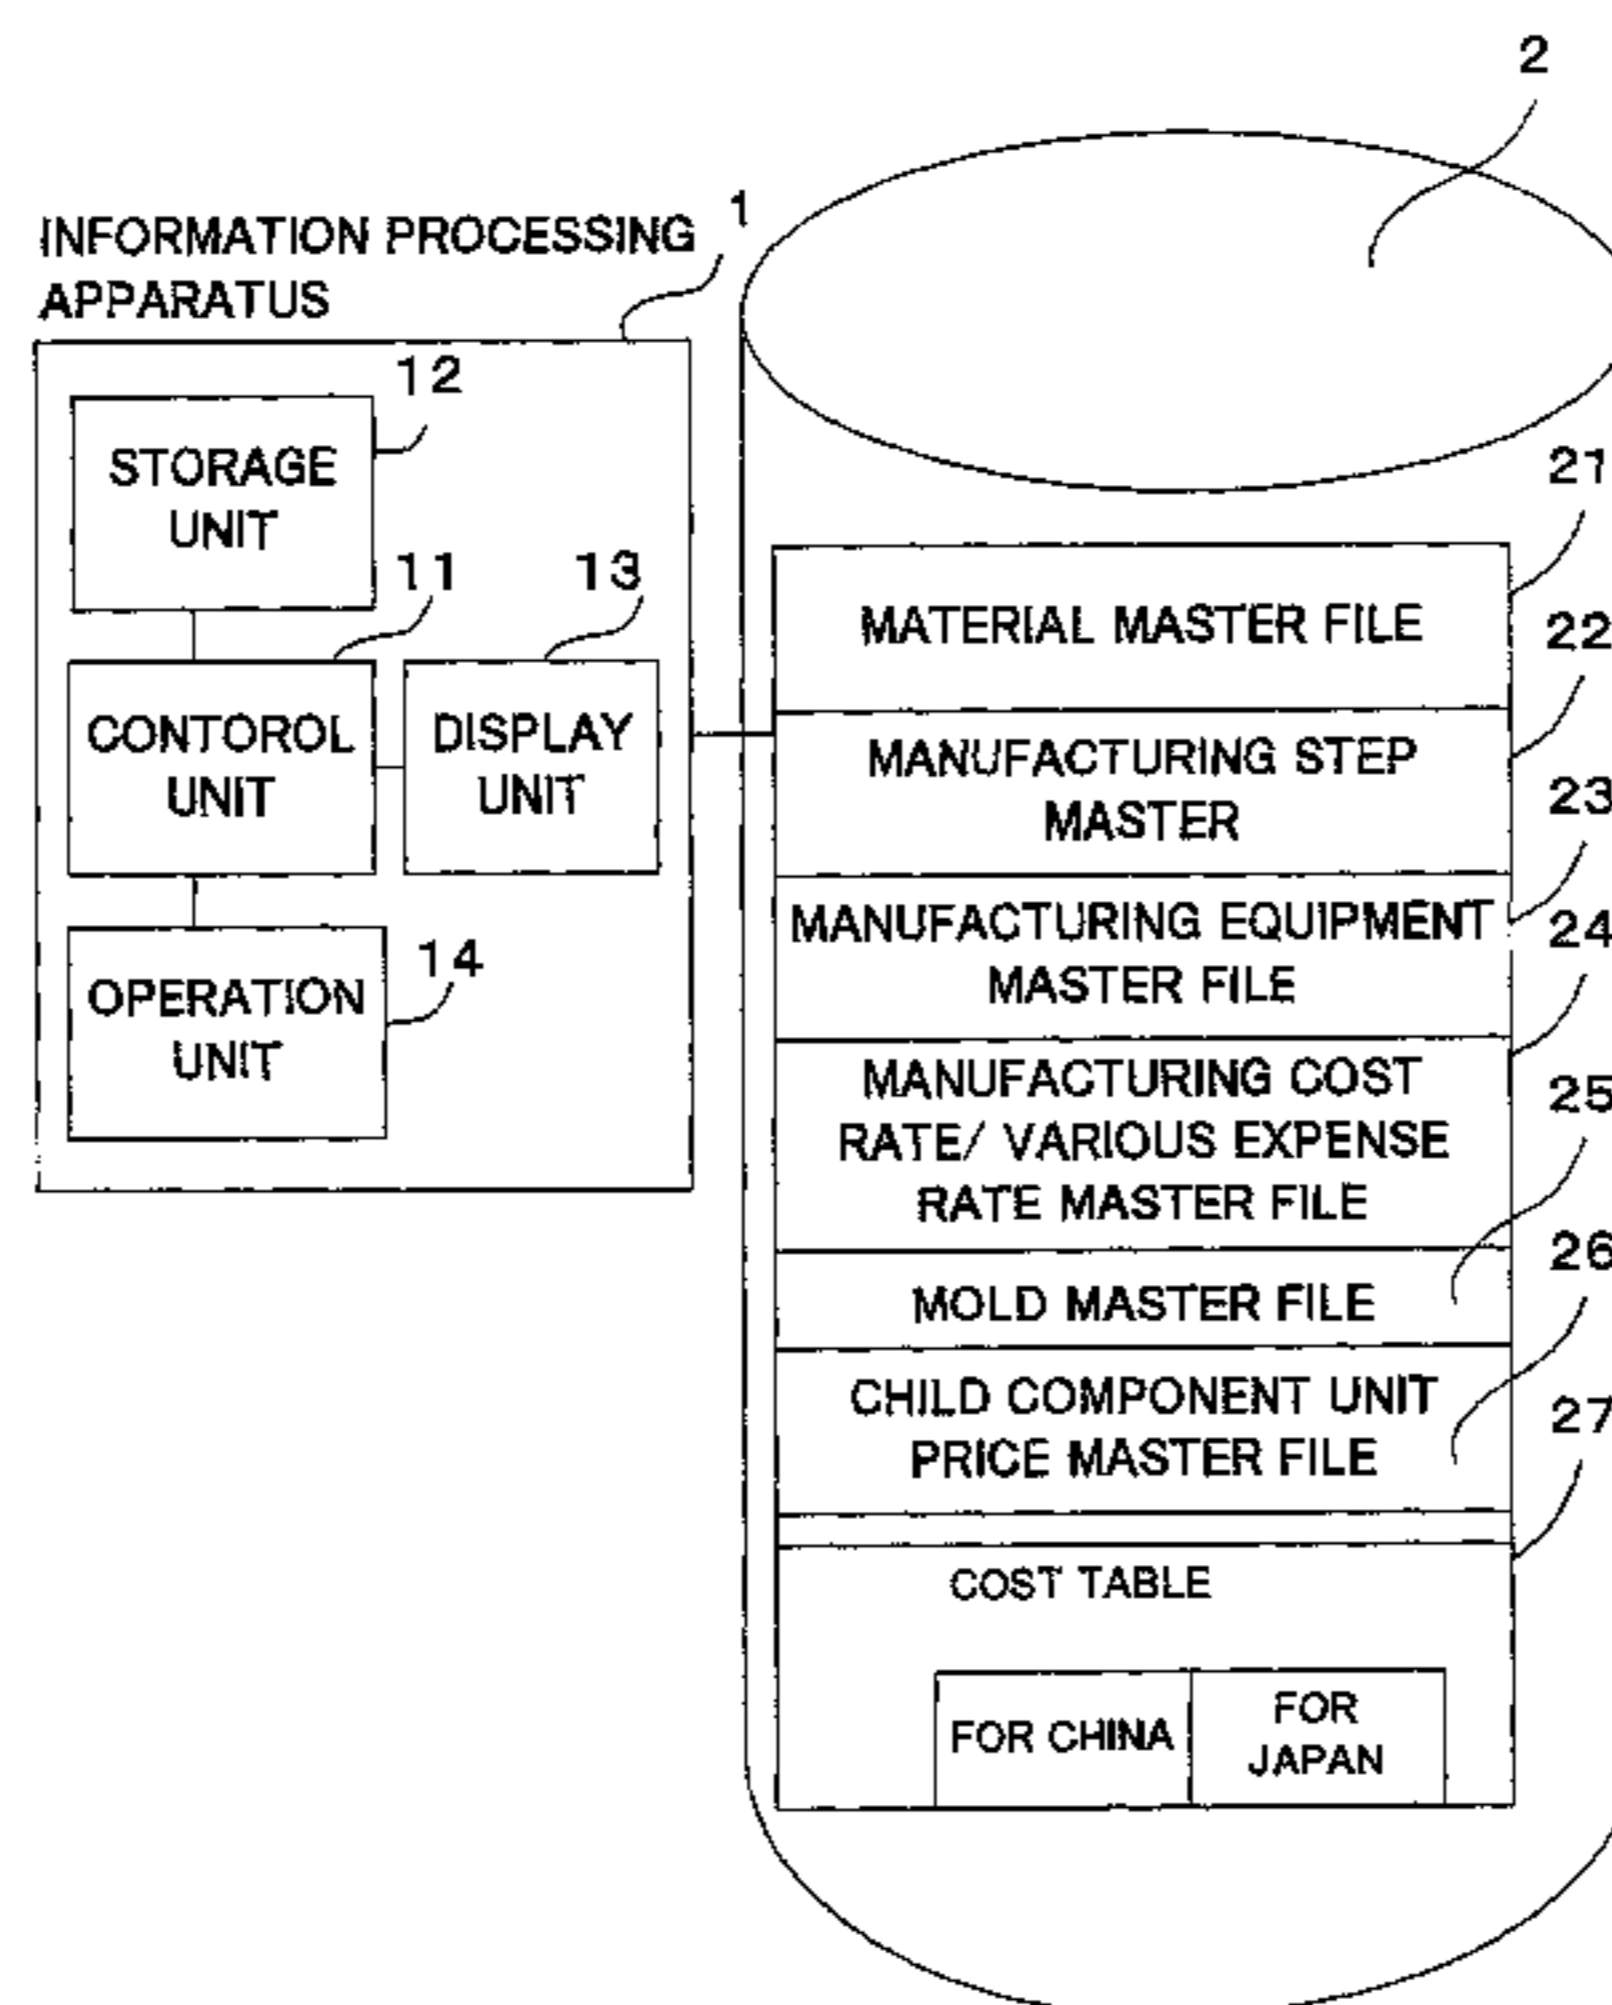 2
1
INFORMATION PROCESSING
APPARATUS
12
STORAGE
UNIT
11
13
CONTOROL
UNIT
DISPLAY
UNIT
14
OPERATION
UNIT
21
MATERIAL MASTER FILE
22
MANUFACTURING STEP
MASTER
23
MANUFACTURING EQUIPMENT
MASTER FILE
24
MANUFACTURING COST
RATE/ VARIOUS EXPENSE
RATE MASTER FILE
25
MOLD MASTER FILE
26
CHILD COMPONENT UNIT
PRICE MASTER FILE
27
COST TABLE
FOR CHINA
FOR
JAPAN